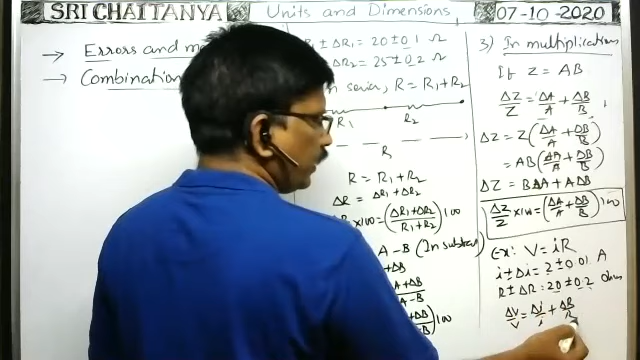 SRI CHAITANYA
Units and Dimensions
07-10-2020
→ Errors and
→ Combination
R₁ ± ΔR₁ = 20 ± 0.1 Ω
ΔR₂ = 25 ± 0.2 Ω
in series, R = R₁+R₂
R₁ R₂
R
R = R₁+R₂
ΔR = ΔR₁+ΔR₂
×100 = (ΔR₁+ΔR₂/R₁+R₂)100
A-B (In subtract
+ΔB
ΔA+ΔB/A-B
100
3) In multiplication
If Z = AB
ΔZ/Z = ΔA/A + ΔB/B
ΔZ = Z(ΔA/A + ΔB/B)
= AB(ΔA/A + ΔB/B)
ΔZ = BΔA + AΔB
ΔZ/Z ×100 = (ΔA/A + ΔB/B)100
Ex: V = iR
i ± Δi = 2 ± 0.01 A
R ± ΔR = 20 ± 0.2 Ohms
ΔV/V = Δi/i + ΔR/R